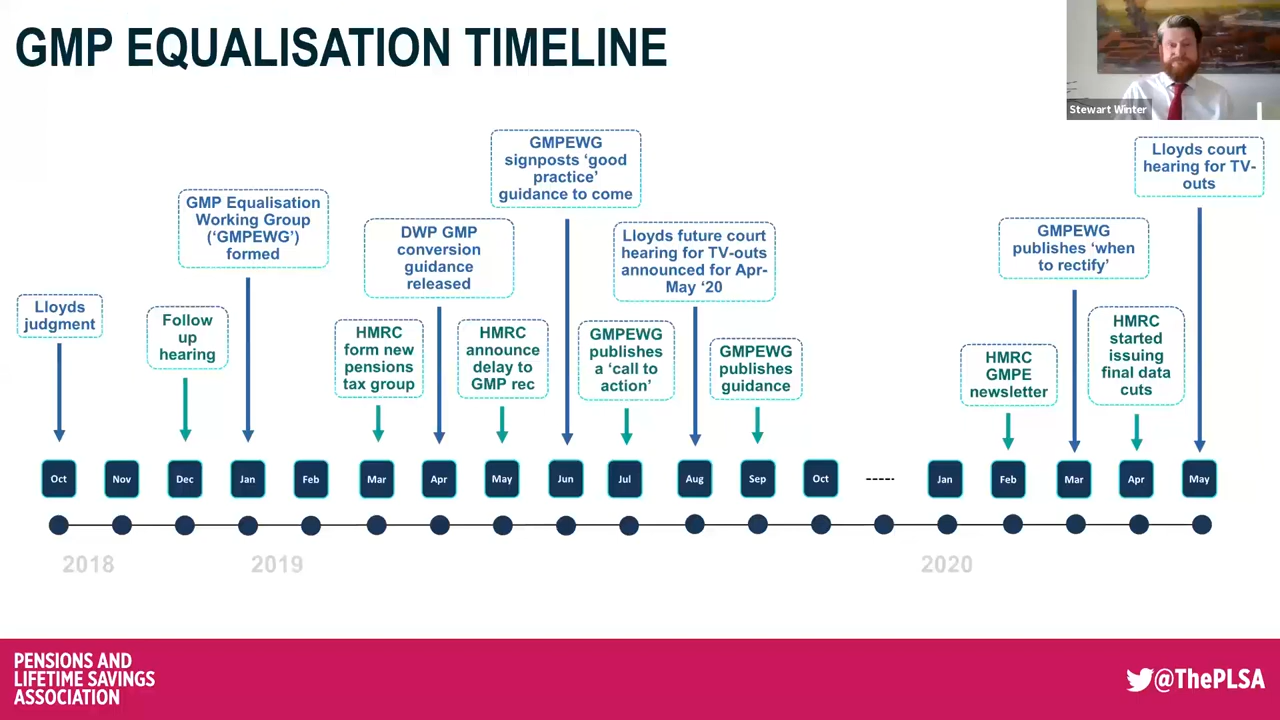 GMP EQUALISATION TIMELINE
Stewart Winter
Lloyds
judgment
Follow
up
hearing
GMP Equalisation
Working Group
(‘GMPEWG’)
formed
HMRC
form new
pensions
tax group
DWP GMP
conversion
guidance
released
HMRC
announce
delay to
GMP rec
GMPEWG
signposts ‘good
practice’
guidance to come
GMPEWG
publishes
a ‘call to
action’
Lloyds future court
hearing for TV-outs
announced for Apr-
May ‘20
GMPEWG
publishes
guidance
HMRC
GMPE
newsletter
GMPEWG
publishes ‘when
to rectify’
HMRC
started
issuing
final data
cuts
Lloyds court
hearing for TV-
outs
Oct Nov Dec Jan Feb Mar Apr May Jun Jul Aug Sep Oct ----- Jan Feb Mar Apr May
2018 2019 2020
PENSIONS AND
LIFETIME SAVINGS
ASSOCIATION
@ThePLSA